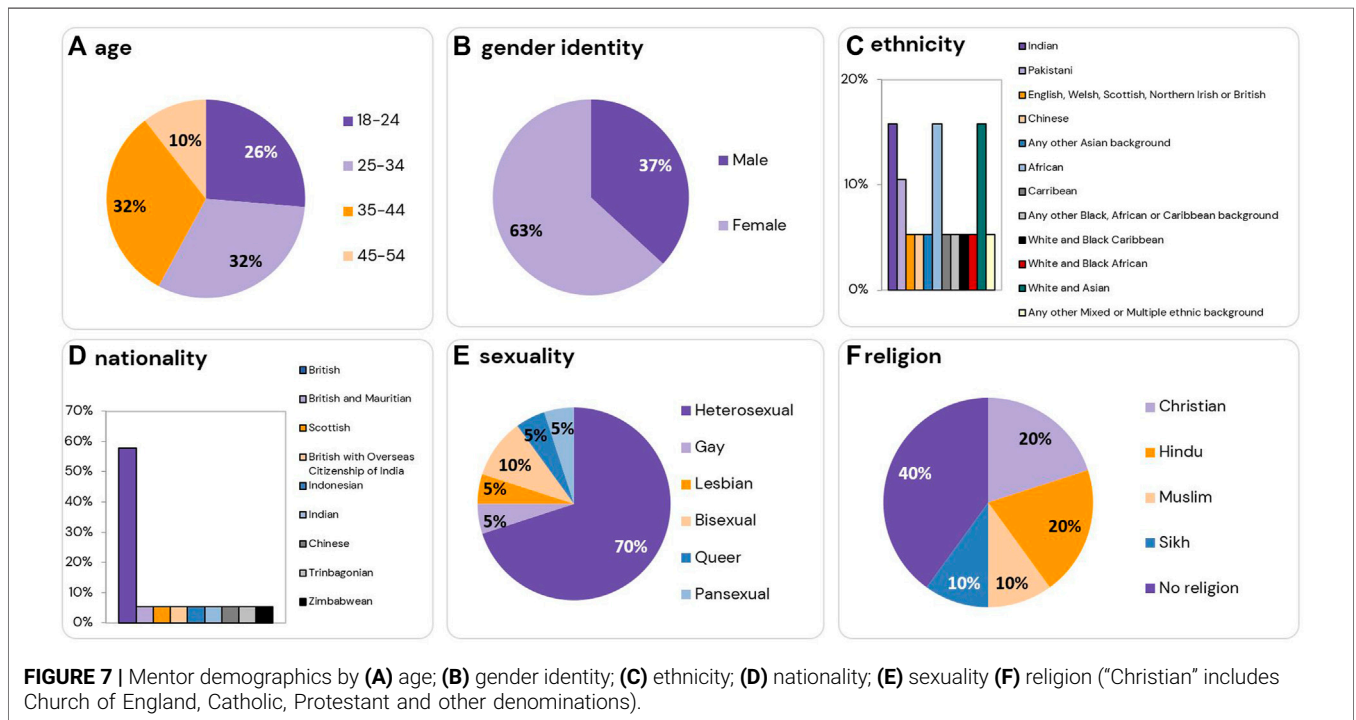 A age
26%
32%
32%
10%
18-24
25-34
35-44
45-54
B gender identity
37%
63%
Male
Female
C ethnicity
20%
10%
0%
Indian
Pakistani
English, Welsh, Scottish, Northern Irish or British
Chinese
Any other Asian background
African
Carribean
Any other Black, African or Caribbean background
White and Black Caribbean
White and Black African
White and Asian
Any other Mixed or Multiple ethnic background
D nationality
70%
60%
50%
40%
30%
20%
10%
0%
British
British and Mauritian
Scottish
British with Overseas
Citizenship of India
Indonesian
Indian
Chinese
Trinbagonian
Zimbabwean
E sexuality
5%
5%
10%
5%
5%
70%
Heterosexual
Gay
Lesbian
Bisexual
Queer
Pansexual
F religion
20%
40%
20%
10%
10%
Christian
Hindu
Muslim
Sikh
No religion
FIGURE 7 | Mentor demographics by (A) age; (B) gender identity; (C) ethnicity; (D) nationality; (E) sexuality (F) religion (“Christian” includes
Church of England, Catholic, Protestant and other denominations).